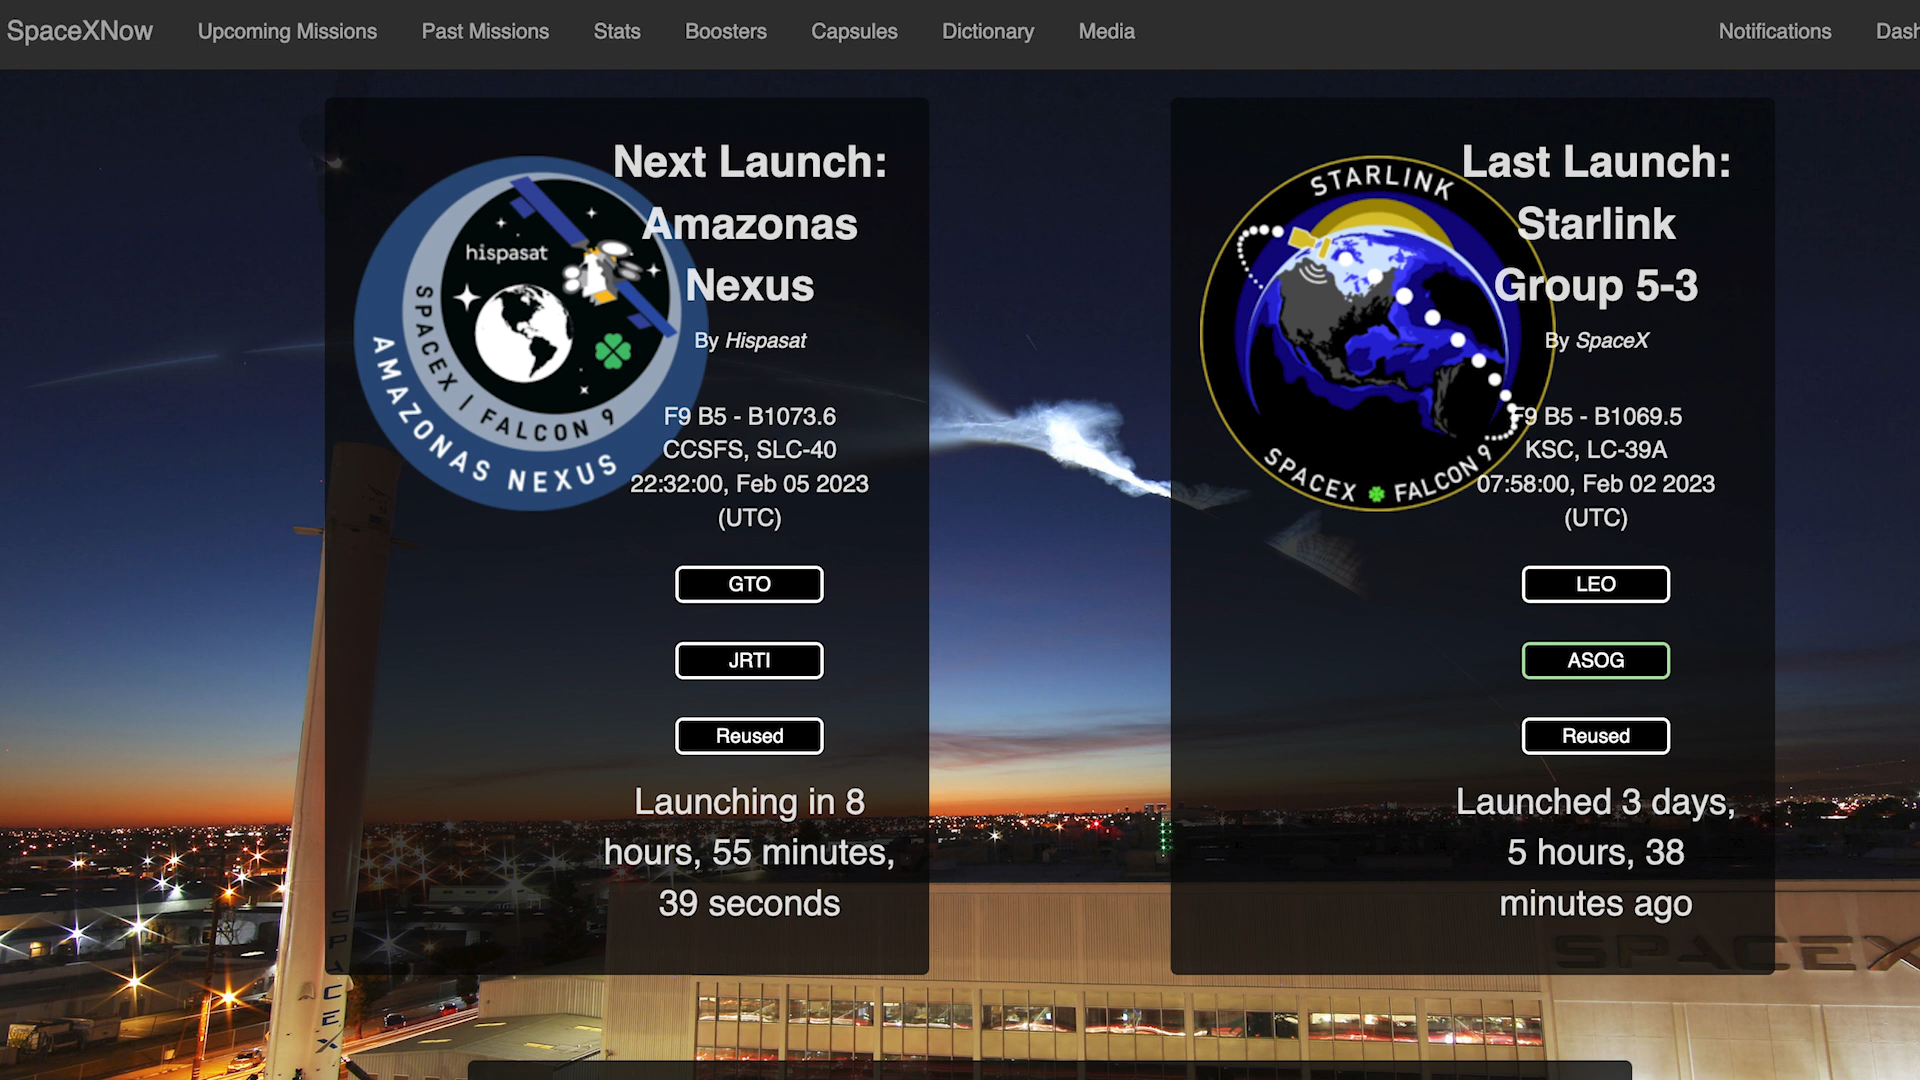 SpaceXNow Upcoming Missions Past Missions Stats Boosters Capsules Dictionary Media Notifications Dash
Next Launch:
Amazonas
Nexus
By Hispasat
F9 B5 - B1073.6
CCSFS, SLC-40
22:32:00, Feb 05 2023
(UTC)
GTO
JRTI
Reused
Launching in 8
hours, 55 minutes,
39 seconds
hispasat
SPACEX | FALCON 9
AMAZONAS NEXUS
Last Launch:
Starlink
Group 5-3
By SpaceX
F9 B5 - B1069.5
KSC, LC-39A
07:58:00, Feb 02 2023
(UTC)
LEO
ASOG
Reused
Launched 3 days,
5 hours, 38
minutes ago
STARLINK
SPACEX FALCON 9
SPACEX
SPACEX